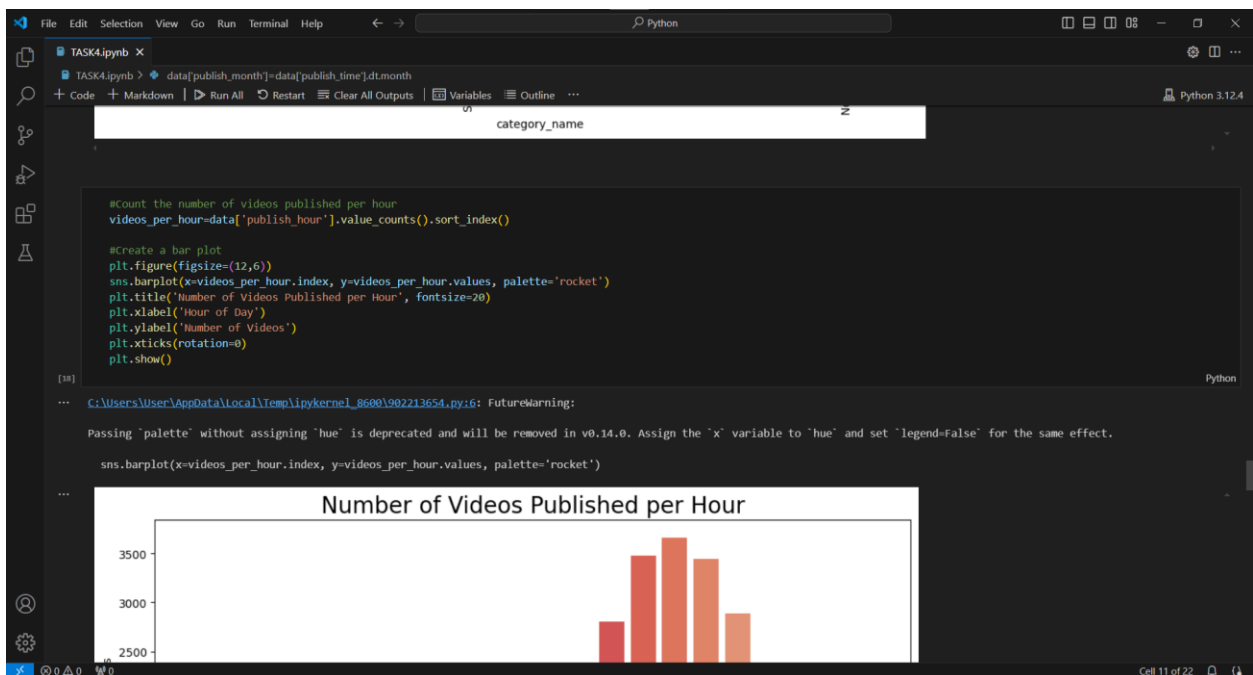 File Edit Selection View Go Run Terminal Help
Python
TASK4.ipynb
TASK4.ipynb > data['publish_month']=data['publish_time'].dt.month
+ Code + Markdown | Run All Restart Clear All Outputs | Variables Outline ...
Python 3.12.4
category_name
#Count the number of videos published per hour
videos_per_hour=data['publish_hour'].value_counts().sort_index()
#Create a bar plot
plt.figure(figsize=(12,6))
sns.barplot(x=videos_per_hour.index, y=videos_per_hour.values, palette='rocket')
plt.title('Number of Videos Published per Hour', fontsize=20)
plt.xlabel('Hour of Day')
plt.ylabel('Number of Videos')
plt.xticks(rotation=0)
plt.show()
[18]
Python
... C:\Users\User\AppData\Local\Temp\ipykernel_8600\902213654.py:6: FutureWarning:
Passing `palette` without assigning `hue` is deprecated and will be removed in v0.14.0. Assign the `x` variable to `hue` and set `legend=False` for the same effect.
sns.barplot(x=videos_per_hour.index, y=videos_per_hour.values, palette='rocket')
...
Number of Videos Published per Hour
3500
3000
2500
0 0 0
Cell 11 of 22